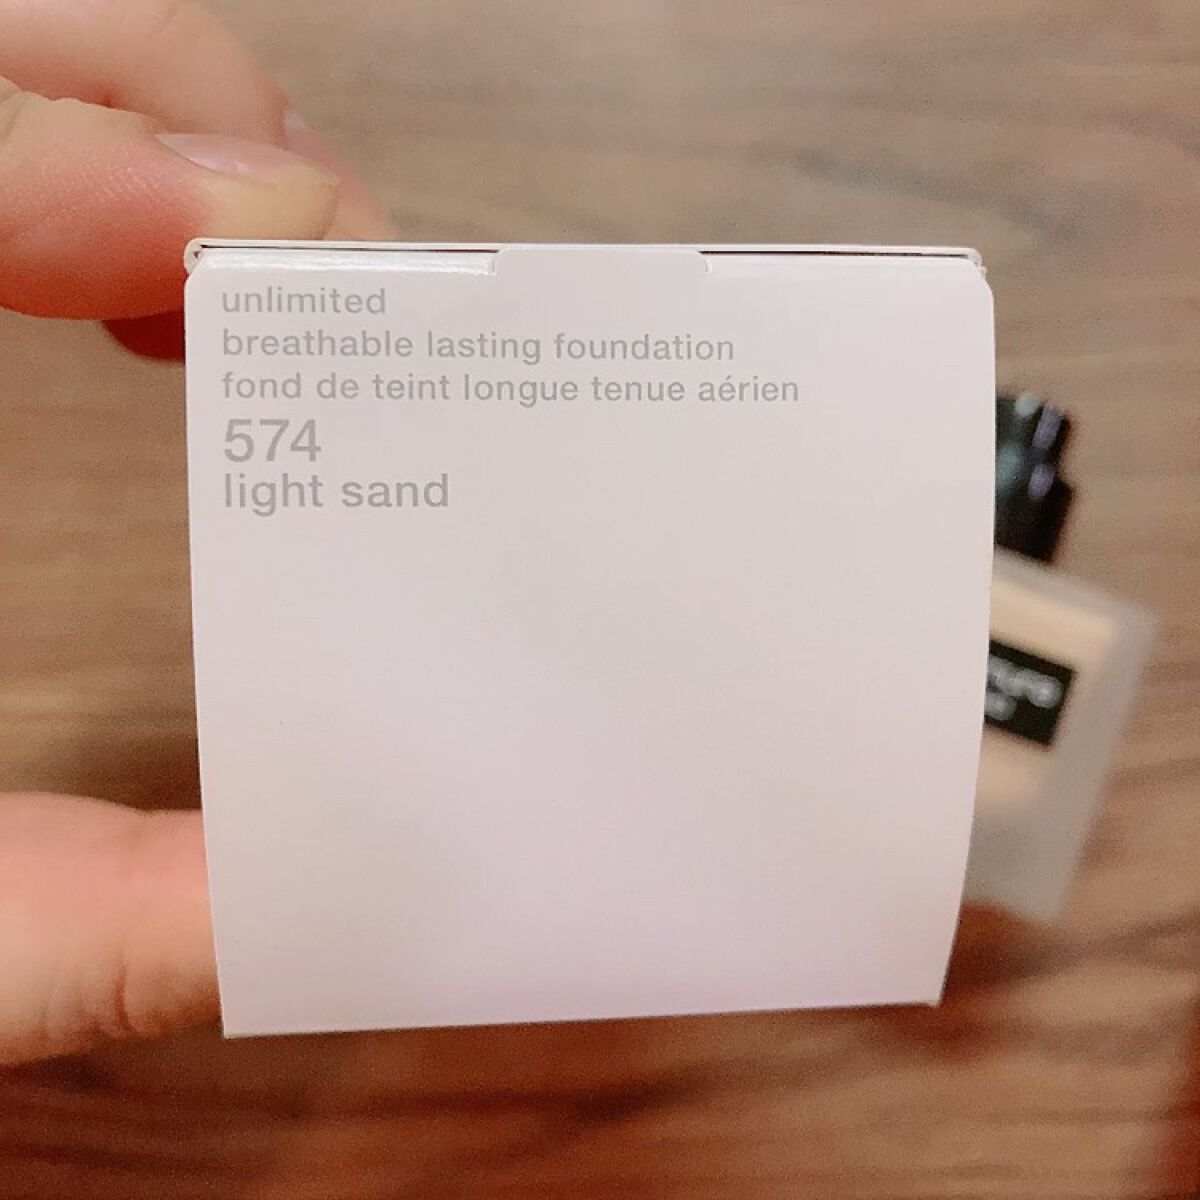 unlimited
breathable lasting foundation
fond de teint longue tenue aérien
574
light sand